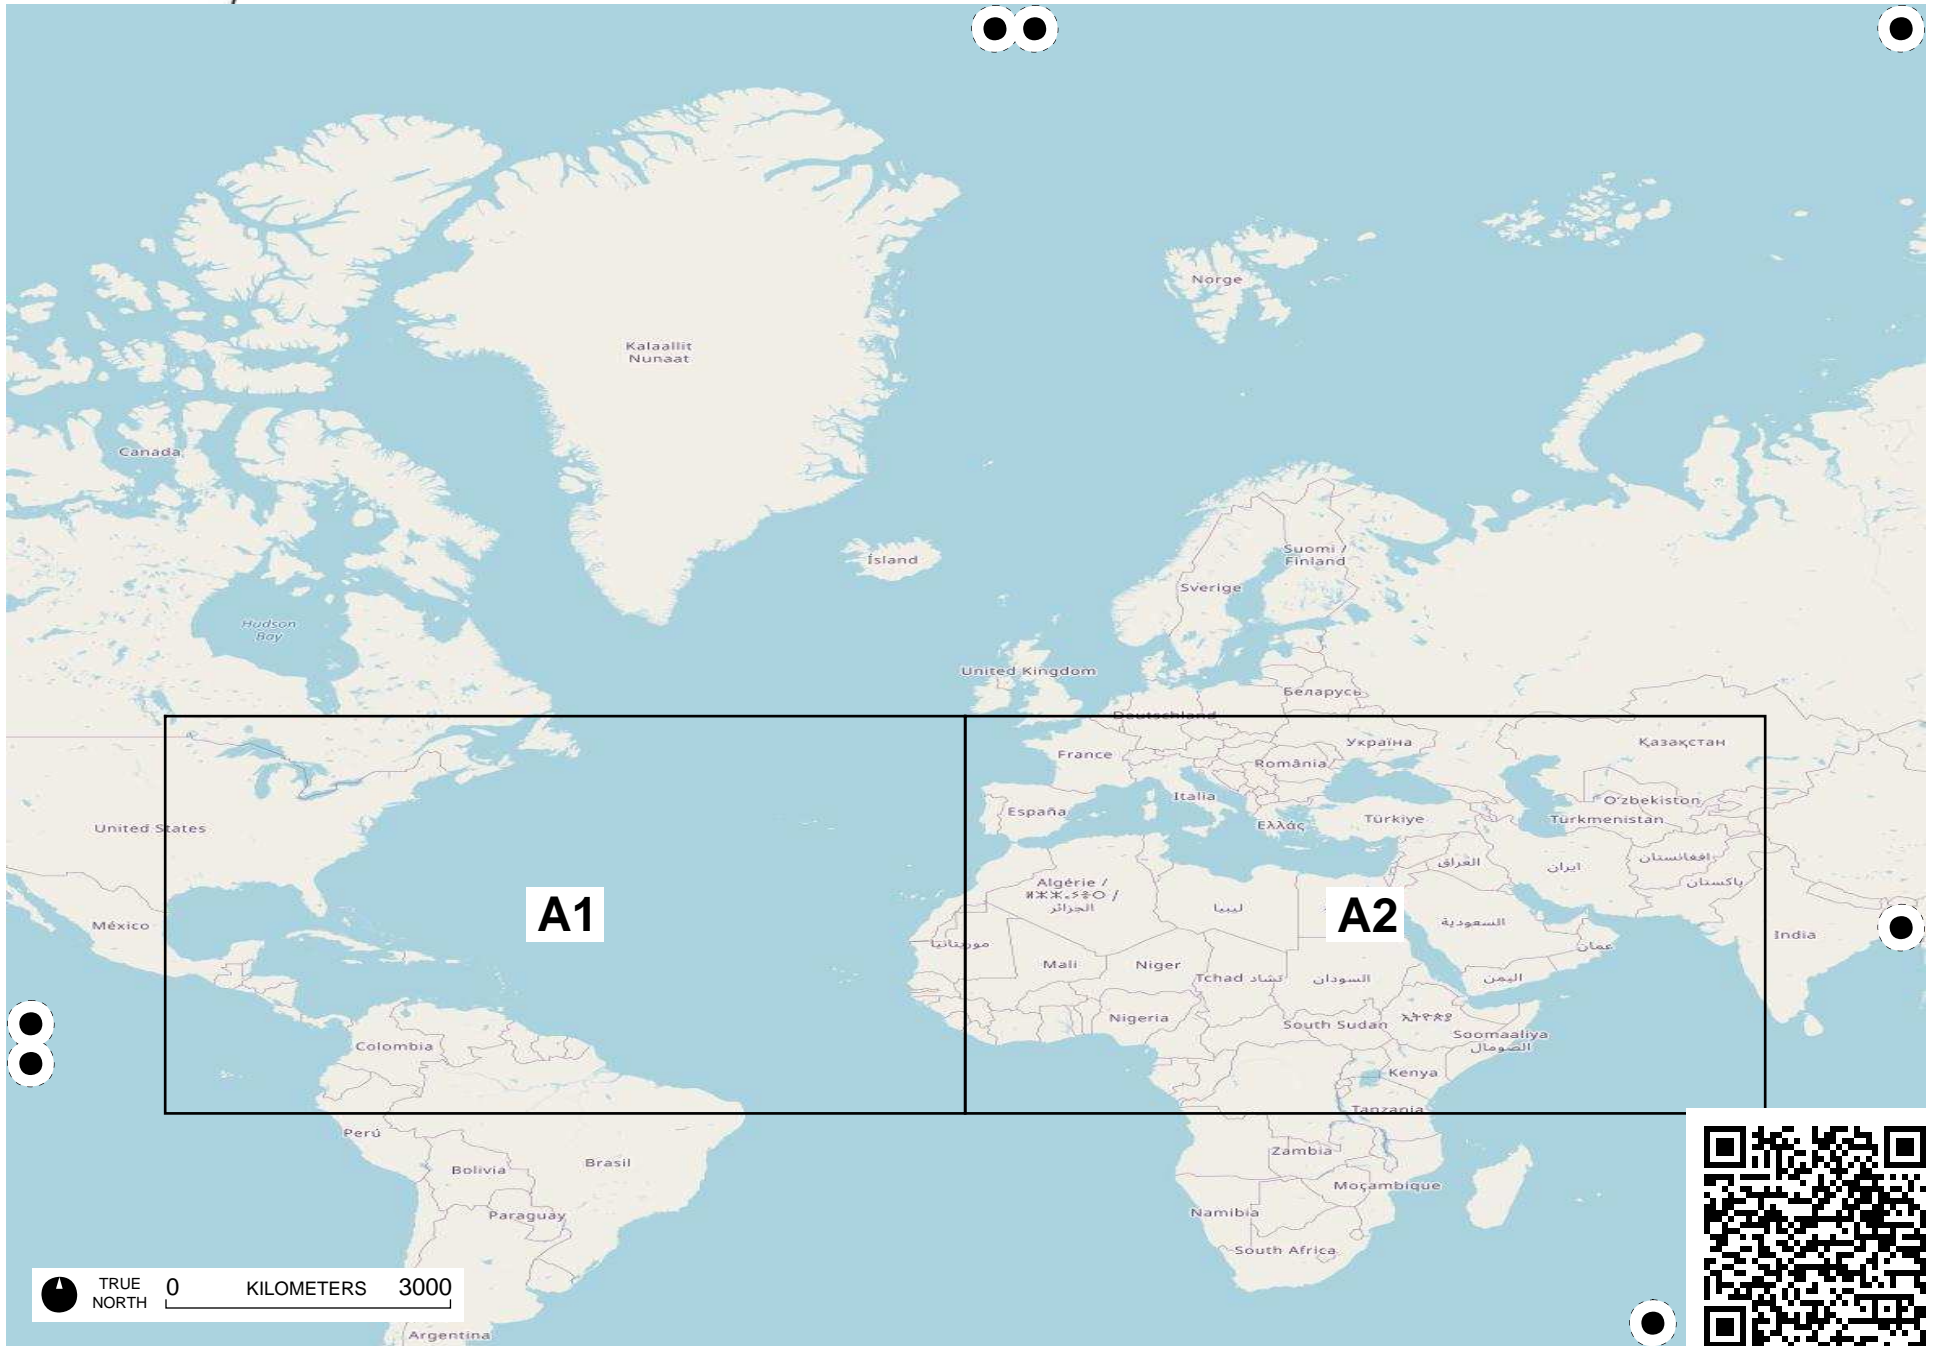 Norge
Kalaallit
Nunaat
Canada
Ísland
Suomi /
Finland
Sverige
Hudson
Bay
United Kingdom
Беларусь
Deutschland
France
Україна
Қазақстан
România
Italia
España
Oʻzbekiston
Türkiye
Türkmenistan
Ελλάς
United States
العراق
ایران
افغانستان
Algérie /
الجزائر
پاکستان
ليبيا
A1
A2
México
السعودية
India
موريتانيا
عمان
Mali
Niger
Tchad تشاد
السودان
اليمن
Nigeria
South Sudan
ኢትዮጵያ
Soomaaliya
الصومال
Colombia
Kenya
Tanzania
Perú
Zambia
Bolivia
Brasil
Moçambique
Paraguay
Namibia
South Africa
TRUE
NORTH
0 KILOMETERS 3000
Argentina